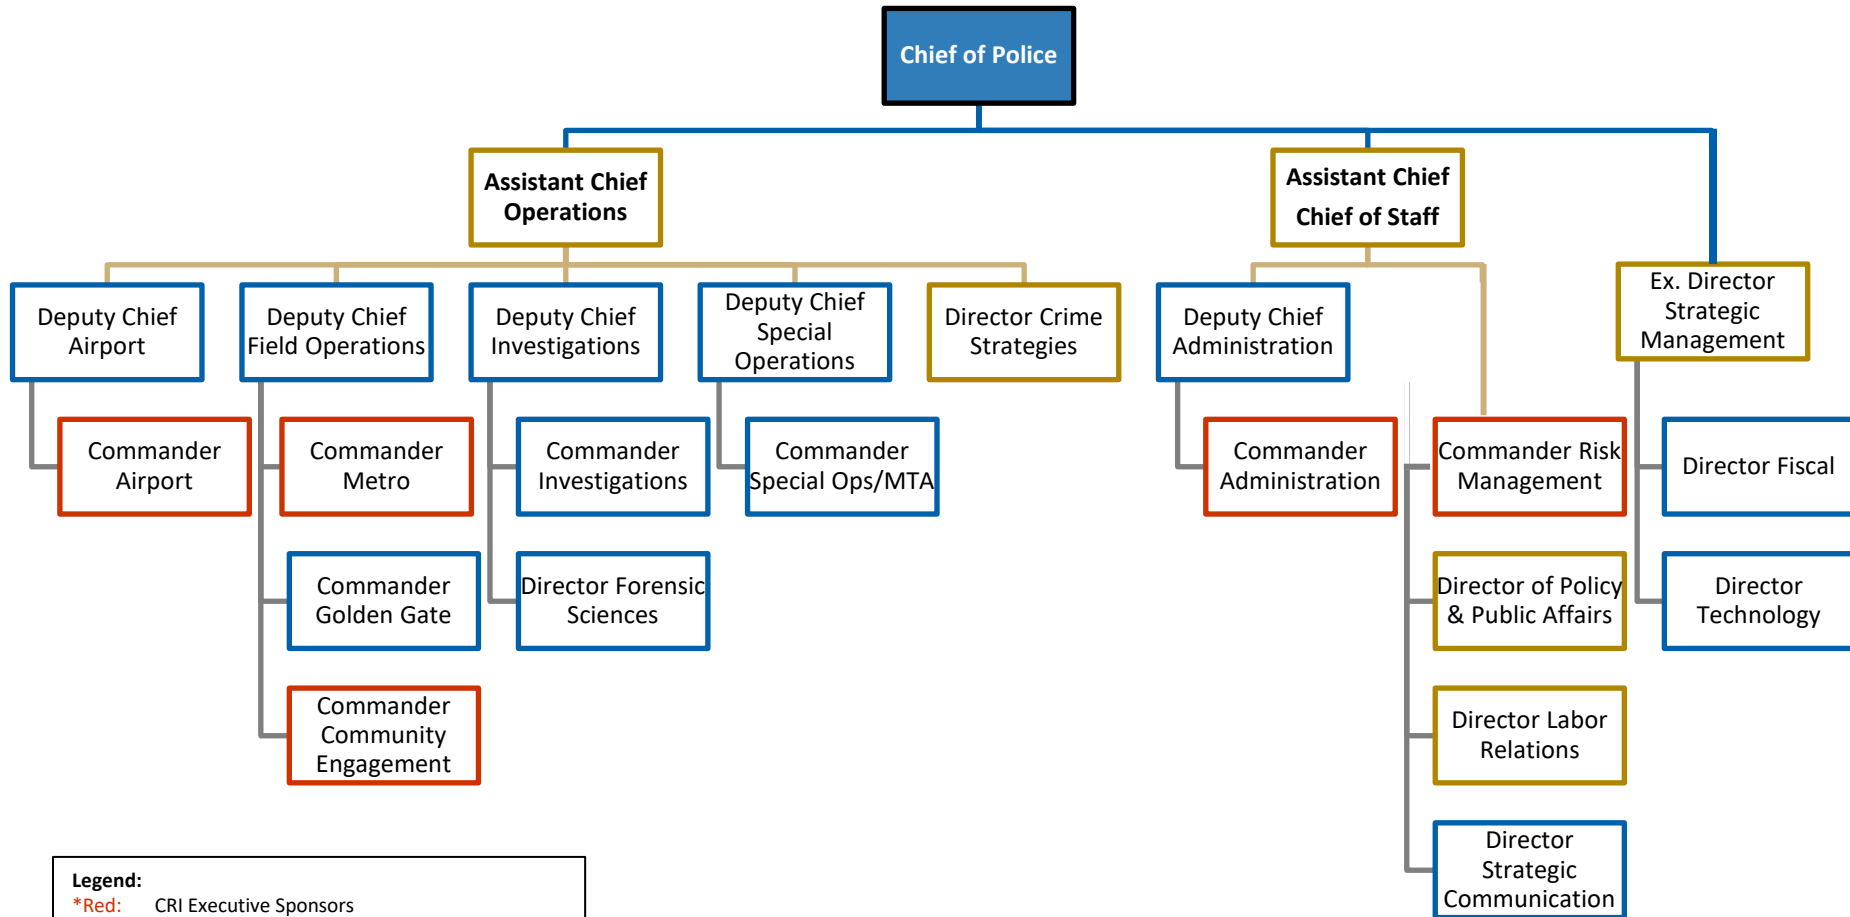 Chief of Police
Assistant Chief
Operations
Assistant Chief
Chief of Staff
Deputy Chief
Airport
Deputy Chief
Field Operations
Deputy Chief
Investigations
Deputy Chief
Special
Operations
Director Crime
Strategies
Deputy Chief
Administration
Ex. Director
Strategic
Management
Commander
Airport
Commander
Metro
Commander
Investigations
Commander
Special Ops/MTA
Commander
Administration
Commander Risk
Management
Director Fiscal
Commander
Golden Gate
Director Forensic
Sciences
Director of Policy
& Public Affairs
Director
Technology
Commander
Community
Engagement
Director Labor
Relations
Director
Strategic
Communication
Legend:
*Red: CRI Executive Sponsors